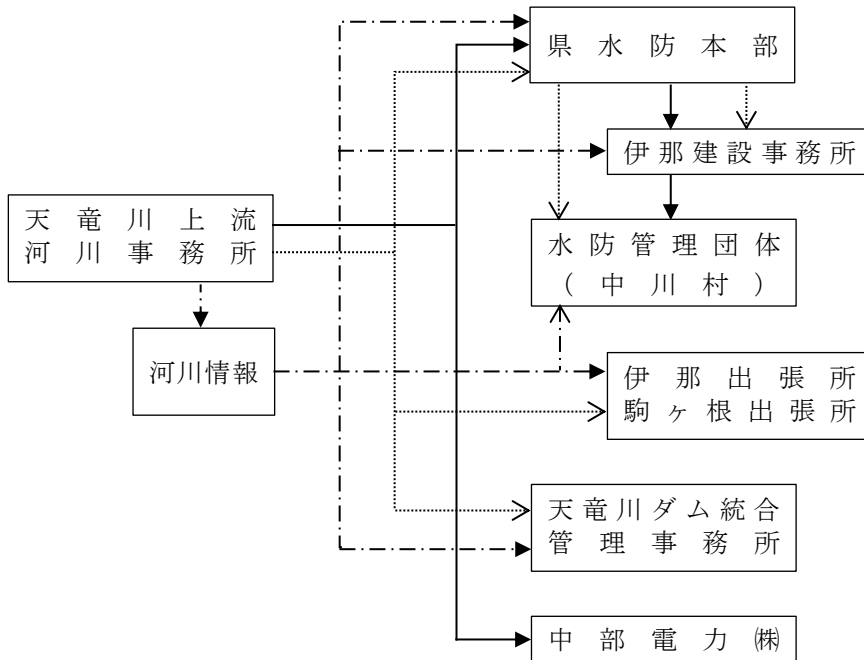 県水防本部
伊那建設事務所
天竜川上流
河川事務所
水防管理団体
(中川村)
河川情報
伊那出張所
駒ヶ根出張所
天竜川ダム統合
管理事務所
中部電力㈱